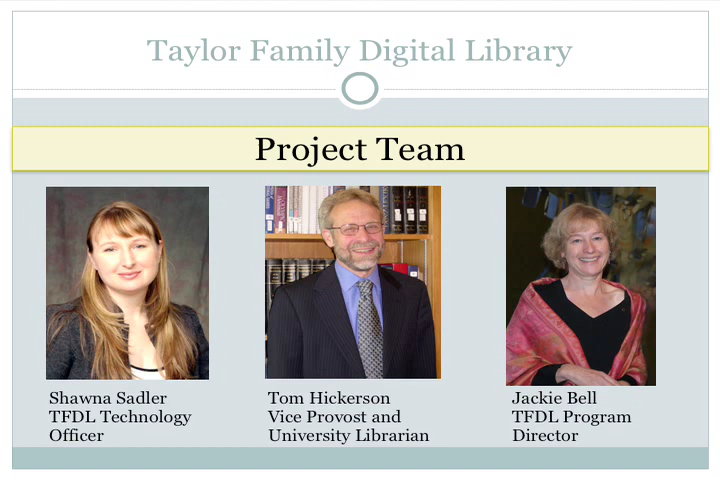 Taylor Family Digital Library
Project Team
Shawna Sadler
TFDL Technology
Officer
Tom Hickerson
Vice Provost and
University Librarian
Jackie Bell
TFDL Program
Director